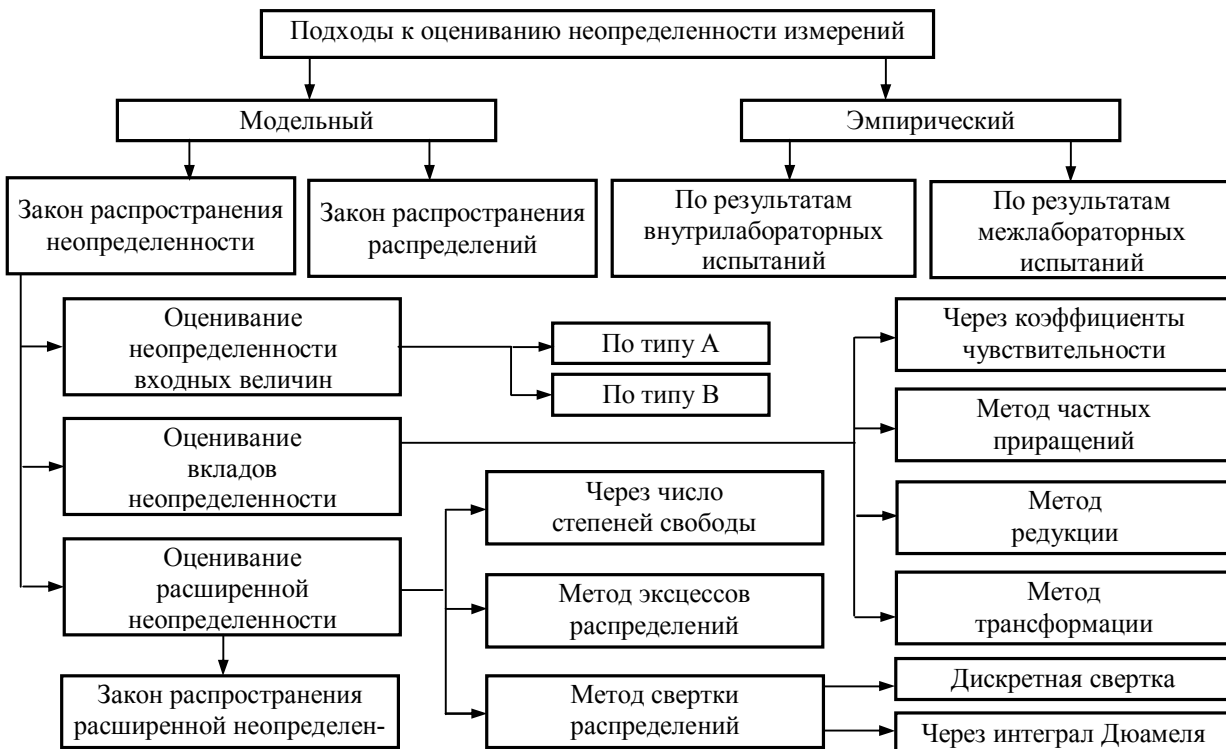 Подходы к оцениванию неопределенности измерений
Модельный
Эмпирический
Закон распространения
неопределенности
Закон распространения
распределений
По результатам
внутрилабораторных
испытаний
По результатам
межлабораторных
испытаний
Оценивание
неопределенности
входных величин
По типу А
По типу В
Через коэффициенты
чувствительности
Оценивание
вкладов
неопределенности
Метод частных
приращений
Через число
степеней свободы
Метод
редукции
Оценивание
расширенной
неопределенности
Метод эксцессов
распределений
Метод
трансформации
Закон распространения
расширенной неопределен-
Метод свертки
распределений
Дискретная свертка
Через интеграл Дюамеля